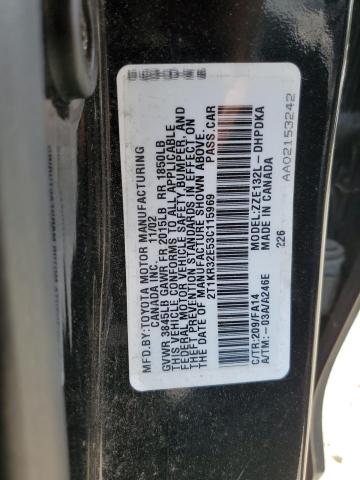 MFD.BY:TOYOTA MOTOR MANUFACTURING
CANADA INC. 11/02
GVWR 3845LB GAWR FR 2015LB RR 1850LB
THIS VEHICLE CONFORMS TO ALL APPLICABLE
FEDERAL MOTOR VEHICLE SAFETY, BUMPER, AND
THEFT PREVENTION STANDARDS IN EFFECT ON
THE DATE OF MANUFACTURE SHOWN ABOVE.
2T1KR32E53C115969 PASS.CAR
226
C/TR:209/FA14 MODEL:ZZE132L-DHPDKA
A/TM:-03A/A246E MADE IN CANADA
AA02153242